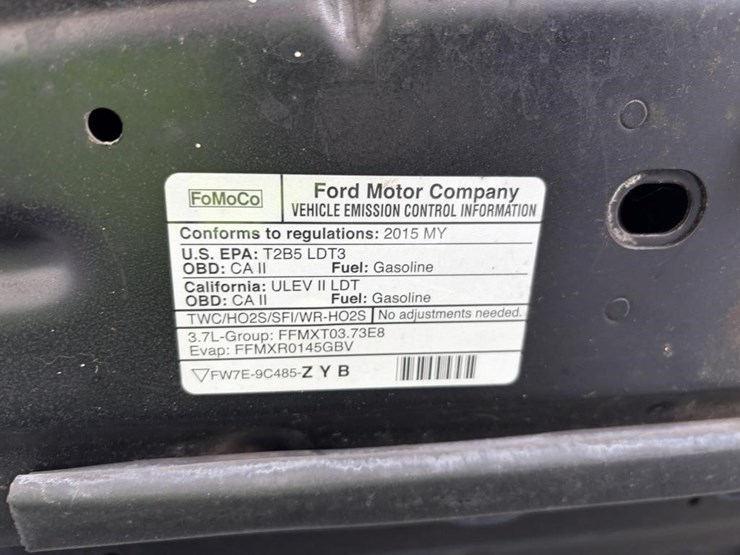 FoMoCo
Ford Motor Company
VEHICLE EMISSION CONTROL INFORMATION
Conforms to regulations: 2015 MY
U.S. EPA: T2B5 LDT3
OBD: CA II Fuel: Gasoline
California: ULEV II LDT
OBD: CA II Fuel: Gasoline
TWC/HO2S/SFI/WR-HO2S No adjustments needed.
3.7L-Group: FFMXT03.73E8
Evap: FFMXR0145GBV
FW7E-9C485-Z Y B